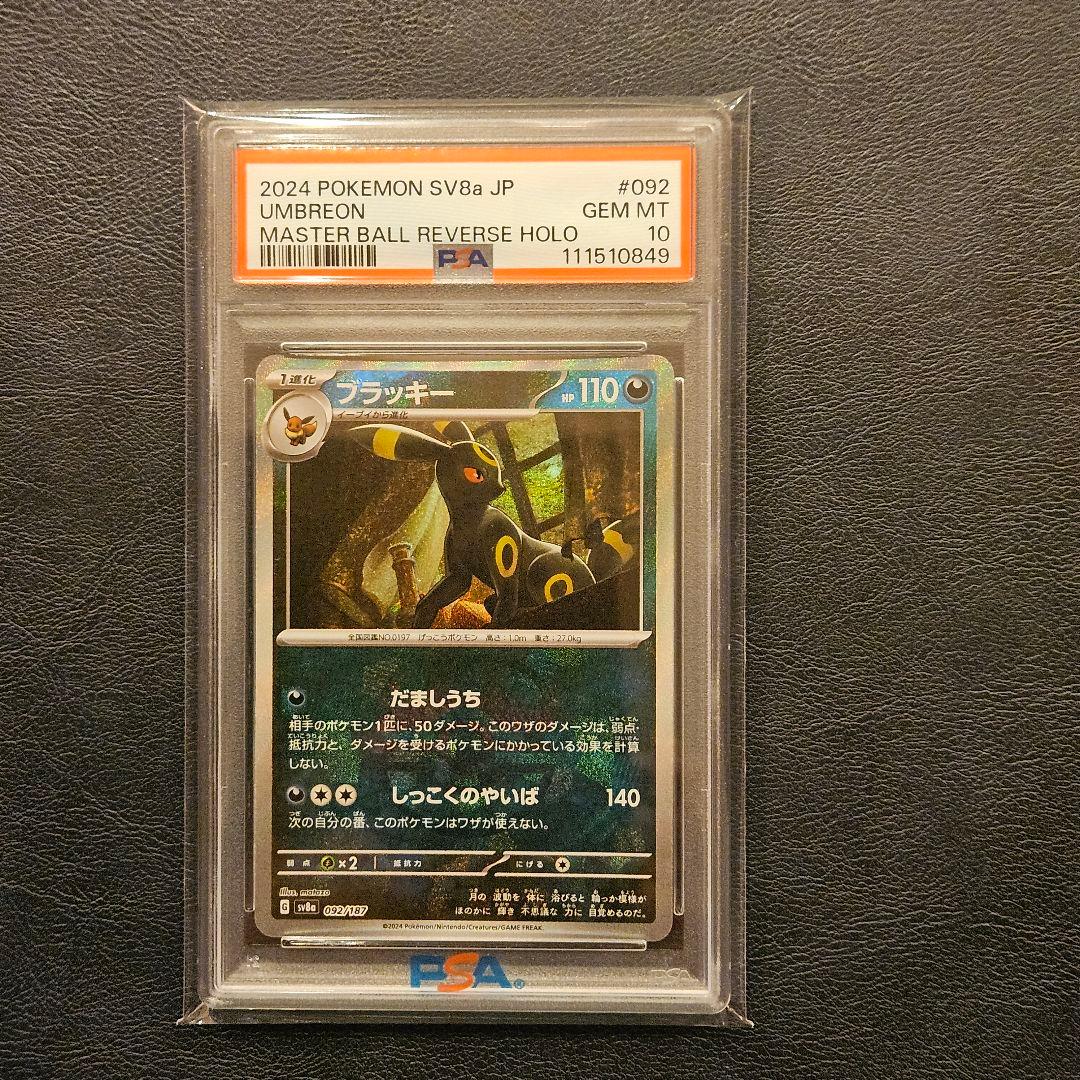 2024 POKEMON SV8a JP #092
UMBREON GEM MT
MASTER BALL REVERSE HOLO 10
PSA 111510849
1進化 ブラッキー HP 110
イーブイから進化
全国図鑑NO.0197 げっこうポケモン 高さ:1.0m 重さ:27.0kg
だましうち
相手のポケモン1匹に、50ダメージ。このワザのダメージは、弱点・
抵抗力と、ダメージを受けるポケモンにかかっている効果を計算
しない。
しっこくのやいば 140
次の自分の番、このポケモンはワザが使えない。
弱点 ×2 抵抗力 にげる
Illus. matazo
月の波動を体に浴びると輪っか模様が
ほのかに輝き不思議な力に目覚めるのだ。
G sv8a 092/187
©2024 Pokémon/Nintendo/Creatures/GAME FREAK.
PSA®